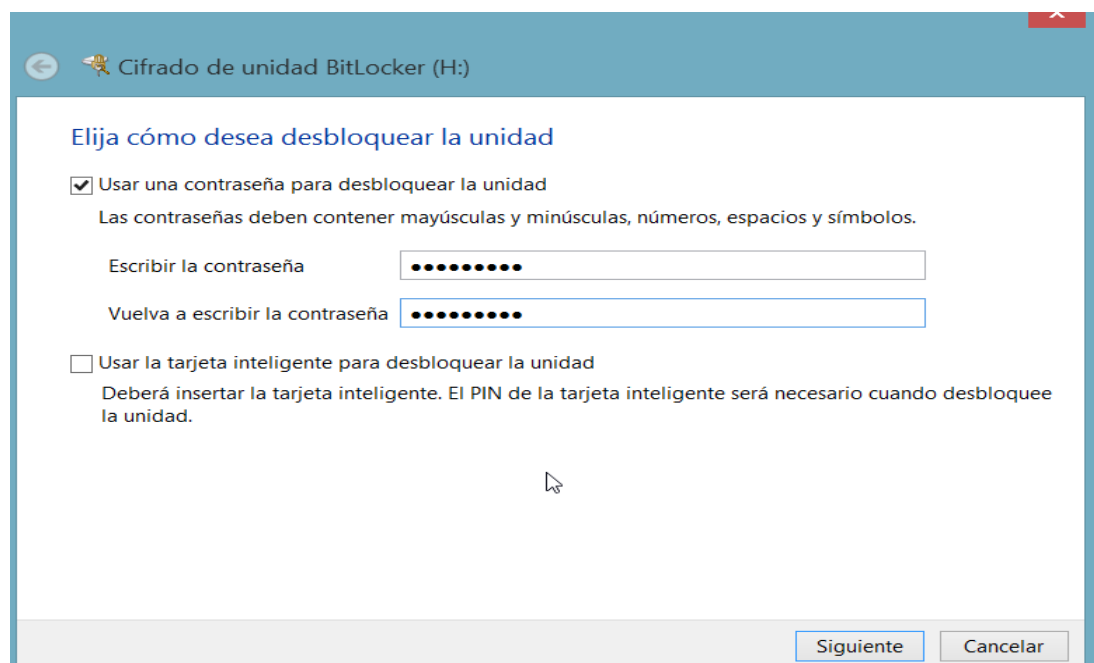 Cifrado de unidad BitLocker (H:)
Elija cómo desea desbloquear la unidad
Usar una contraseña para desbloquear la unidad
Las contraseñas deben contener mayúsculas y minúsculas, números, espacios y símbolos.
Escribir la contraseña ●●●●●●●●●
Vuelva a escribir la contraseña ●●●●●●●●●
Usar la tarjeta inteligente para desbloquear la unidad
Deberá insertar la tarjeta inteligente. El PIN de la tarjeta inteligente será necesario cuando desbloquee
la unidad.
Siguiente Cancelar